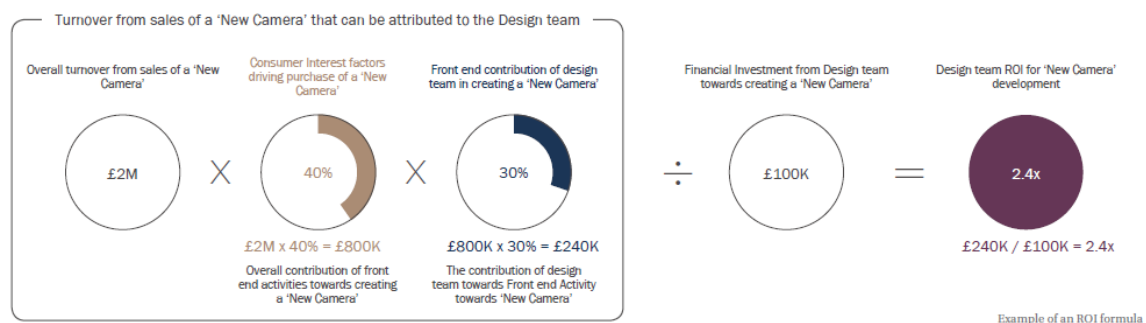 Turnover from sales of a ‘New Camera’ that can be attributed to the Design team
Overall turnover from sales of a ‘New
Camera’
£2M
X
Consumer Interest factors
driving purchase of a ‘New
Camera’
40%
£2M x 40% = £800K
Overall contribution of front
end activities towards creating
a ‘New Camera’
X
Front end contribution of design
team in creating a ‘New Camera’
30%
£800K x 30% = £240K
The contribution of design
team towards Front end Activity
towards ‘New Camera’
÷
Financial Investment from Design team
towards creating a ‘New Camera’
£100K
=
Design team ROI for ‘New Camera’
development
2.4x
£240K / £100K = 2.4x
Example of an ROI formula